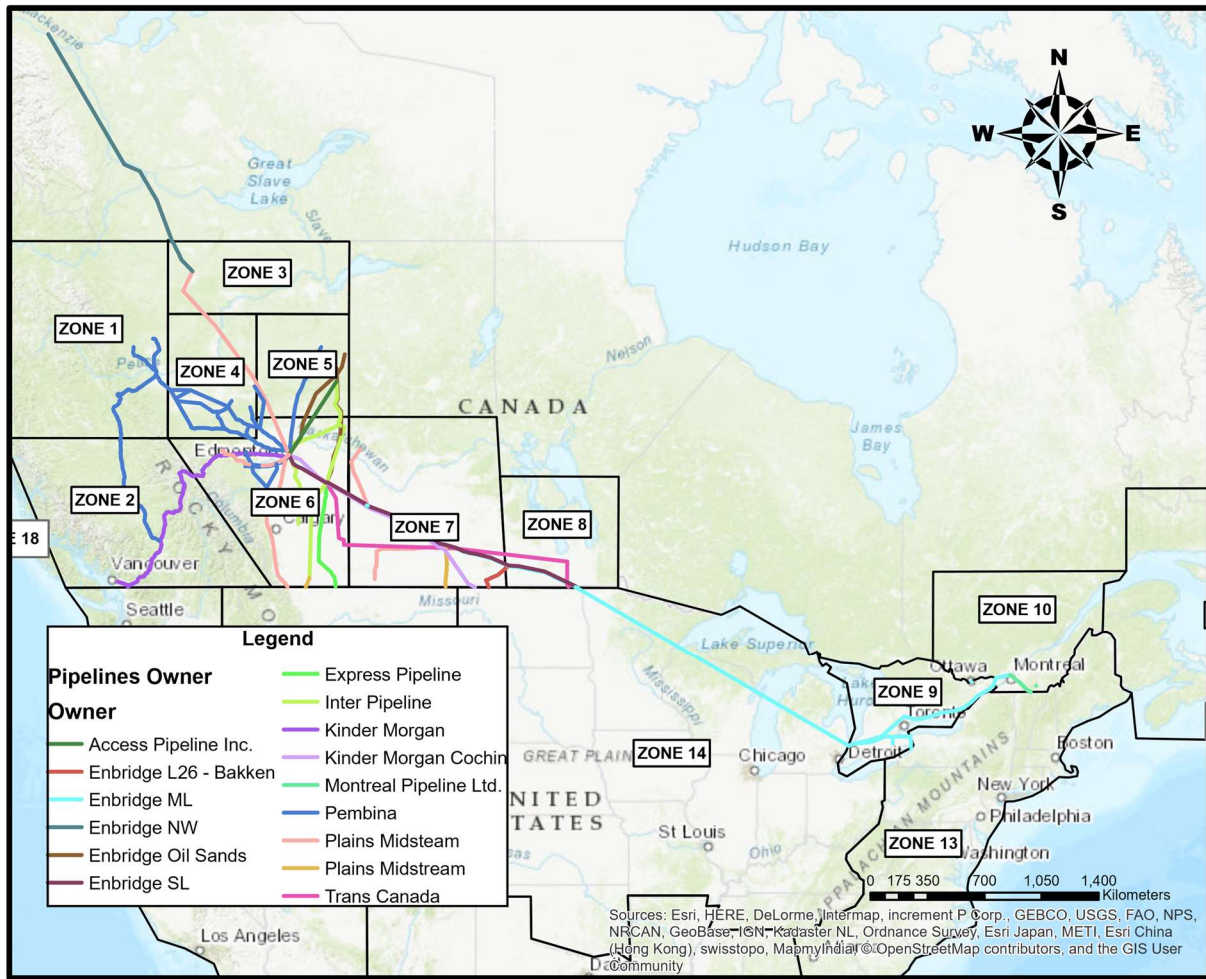 Mackenzie
N
W E
S
Great
Slave
Lake
Slave
Hudson Bay
ZONE 3
ZONE 1
Peace
ZONE 4
ZONE 5
Nelson
CANADA
James
Bay
Edmonton
Saskatchewan
ROCKY MO
ZONE 2
ZONE 6
Columbia
Calgary
ZONE 7
ZONE 8
E 18
Vancouver
Seattle
Missouri
ZONE 10
Lake Superior
Ottawa
Montreal
Mississippi
Lake
Huro
ZONE 9
Toronto
GREAT PLAIN
ZONE 14
Chicago
Detroit
Boston
APPALACHIAN MOUNTAINS
New York
Philadelphia
NITED
TATES
St Louis
Ohio
ZONE 13
Washington
Los Angeles
Legend
Pipelines Owner
Owner
Access Pipeline Inc.
Enbridge L26 - Bakken
Enbridge ML
Enbridge NW
Enbridge Oil Sands
Enbridge SL
Express Pipeline
Inter Pipeline
Kinder Morgan
Kinder Morgan Cochin
Montreal Pipeline Ltd.
Pembina
Plains Midsteam
Plains Midstream
Trans Canada
0 175 350 700 1,050 1,400
Kilometers
Sources: Esri, HERE, DeLorme, Intermap, increment P Corp., GEBCO, USGS, FAO, NPS,
NRCAN, GeoBase, IGN, Kadaster NL, Ordnance Survey, Esri Japan, METI, Esri China
(Hong Kong), swisstopo, MapmyIndia, © OpenStreetMap contributors, and the GIS User
Community